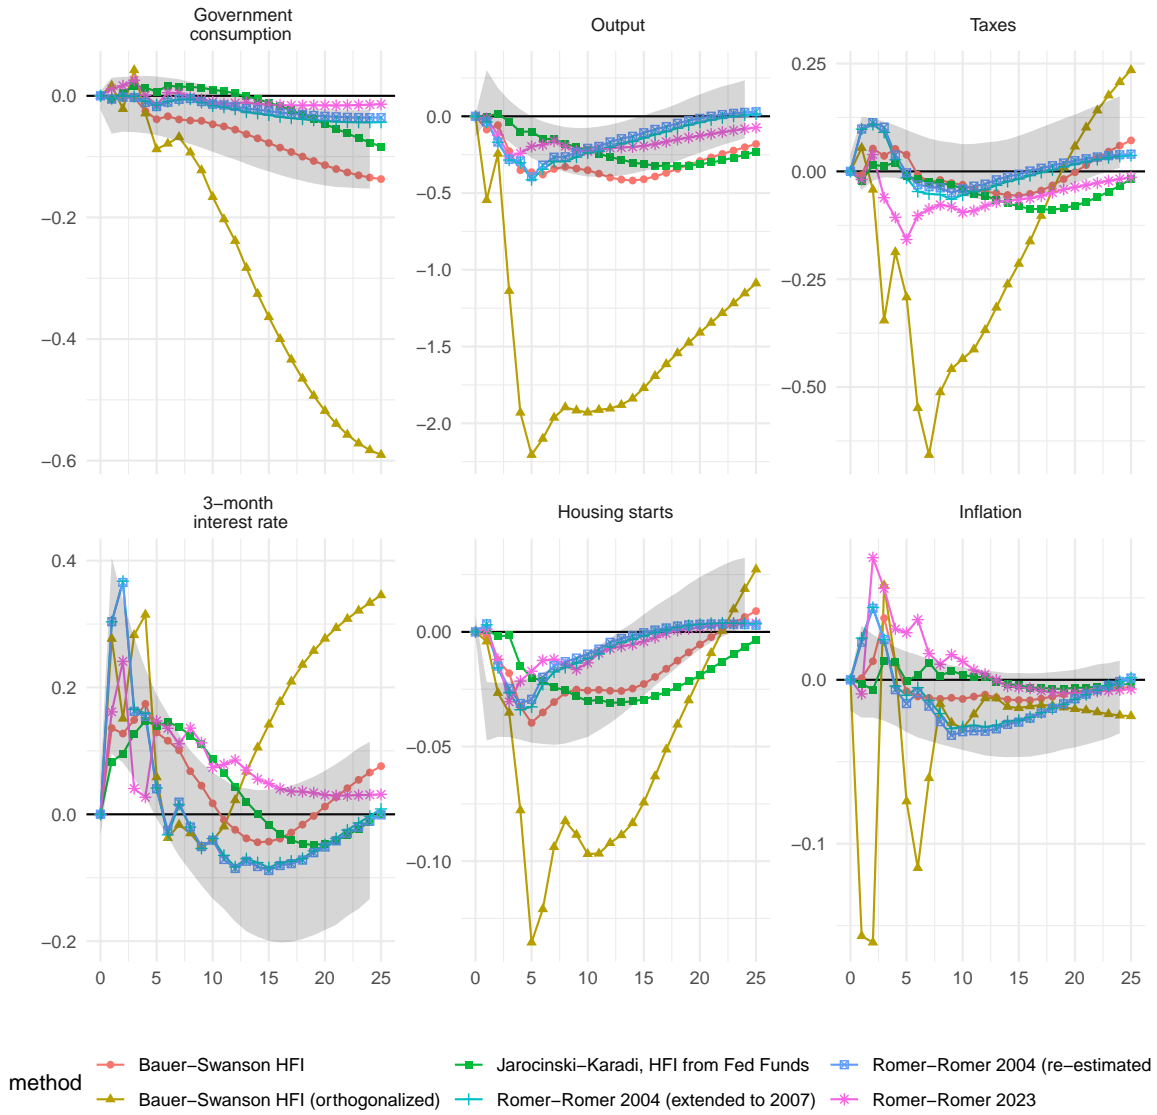 Government
consumption
Output
Taxes
0.0
−0.2
−0.4
−0.6
0.0
−0.5
−1.0
−1.5
−2.0
0.25
0.00
−0.25
−0.50
3−month
interest rate
Housing starts
Inflation
0.4
0.2
0.0
−0.2
0.00
−0.05
−0.10
0.0
−0.1
0 5 10 15 20 25
0 5 10 15 20 25
0 5 10 15 20 25
method
Bauer−Swanson HFI
Jarocinski−Karadi, HFI from Fed Funds
Romer−Romer 2004 (re−estimated
Bauer−Swanson HFI (orthogonalized)
Romer−Romer 2004 (extended to 2007)
Romer−Romer 2023